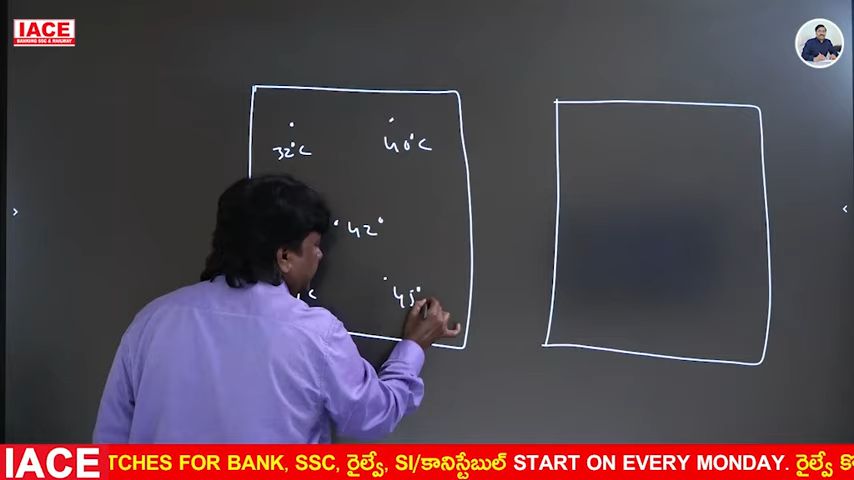 IACE
BANKING SSC & RAILWAY
32°C
40°C
42°
45°
IACE TCHES FOR BANK, SSC, రైల్వే, SI/కానిస్టేబుల్ START ON EVERY MONDAY. రైల్వే కో